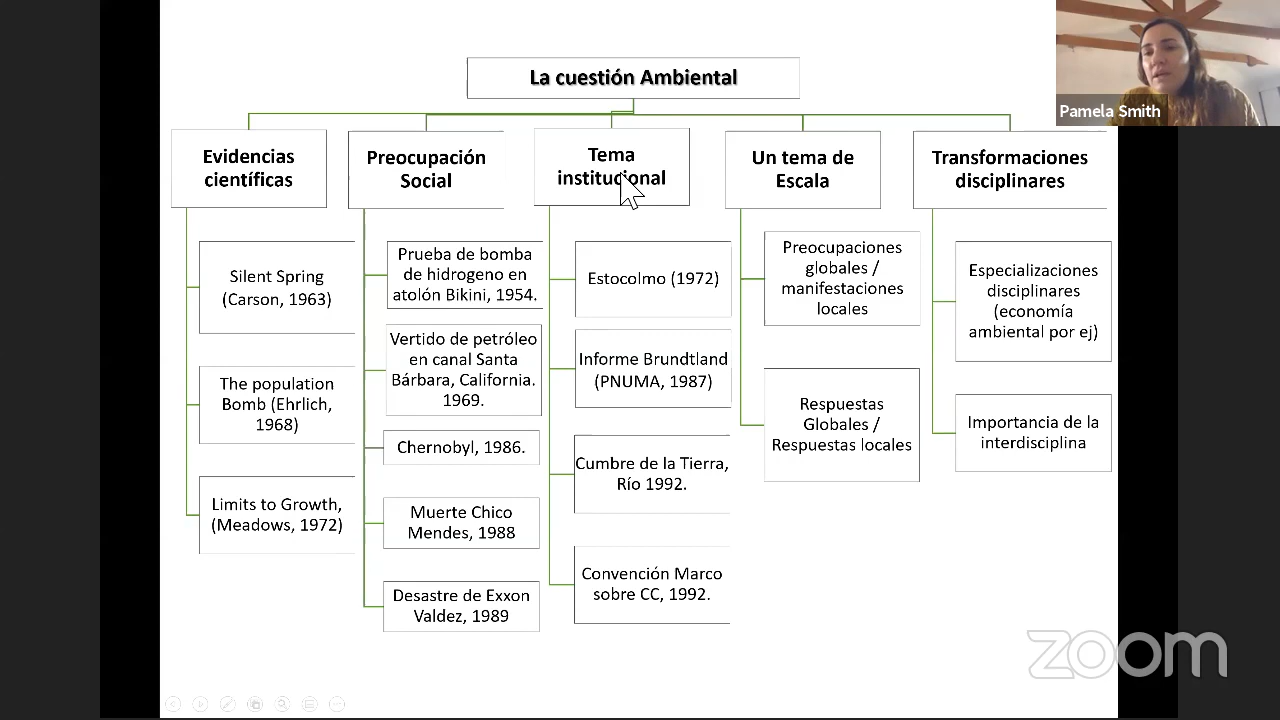 La cuestión Ambiental
Evidencias
científicas
Silent Spring
(Carson, 1963)
The population
Bomb (Ehrlich,
1968)
Limits to Growth,
(Meadows, 1972)
Preocupación
Social
Prueba de bomba
de hidrogeno en
atolón Bikini, 1954.
Vertido de petróleo
en canal Santa
Bárbara, California.
1969.
Chernobyl, 1986.
Muerte Chico
Mendes, 1988
Desastre de Exxon
Valdez, 1989
Tema
institucional
Estocolmo (1972)
Informe Brundtland
(PNUMA, 1987)
Cumbre de la Tierra,
Río 1992.
Convención Marco
sobre CC, 1992.
Un tema de
Escala
Preocupaciones
globales /
manifestaciones
locales
Respuestas
Globales /
Respuestas locales
Transformaciones
disciplinares
Especializaciones
disciplinares
(economía
ambiental por ej)
Importancia de la
interdisciplina
Pamela Smith
zoom